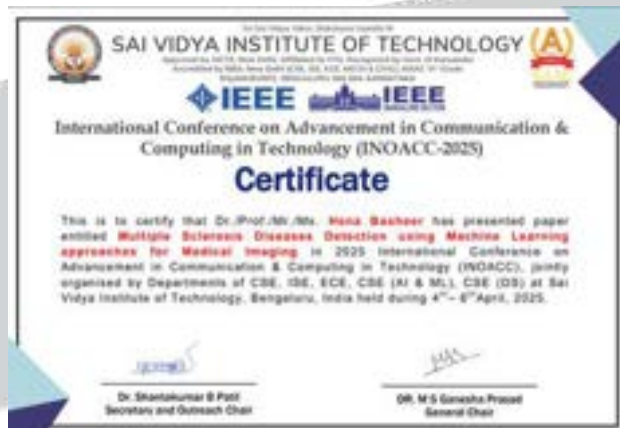 SAI VIDYA INSTITUTE OF TECHNOLOGY
IEEE IEEE
International Conference on Advancement in Communication &
Computing in Technology (INOACC-2025)
Certificate
This is to certify that Dr./Prof./Mr./Ms. Hena Basheer has presented paper
entitled Multiple Sclerosis Diseases Detection using Machine Learning
approaches for Medical Imaging in 2025 International Conference on
Advancement in Communication & Computing in Technology (INOACC), jointly
organised by Departments of CSE, ISE, ECE, CSE (AI & ML), CSE (DS) at Sai
Vidya Institute of Technology, Bengaluru, India held during 4th – 6th April, 2025.
Dr. Shantakumar B Patil
Secretary and Outreach Chair
DR. M S Ganesha Prasad
General Chair